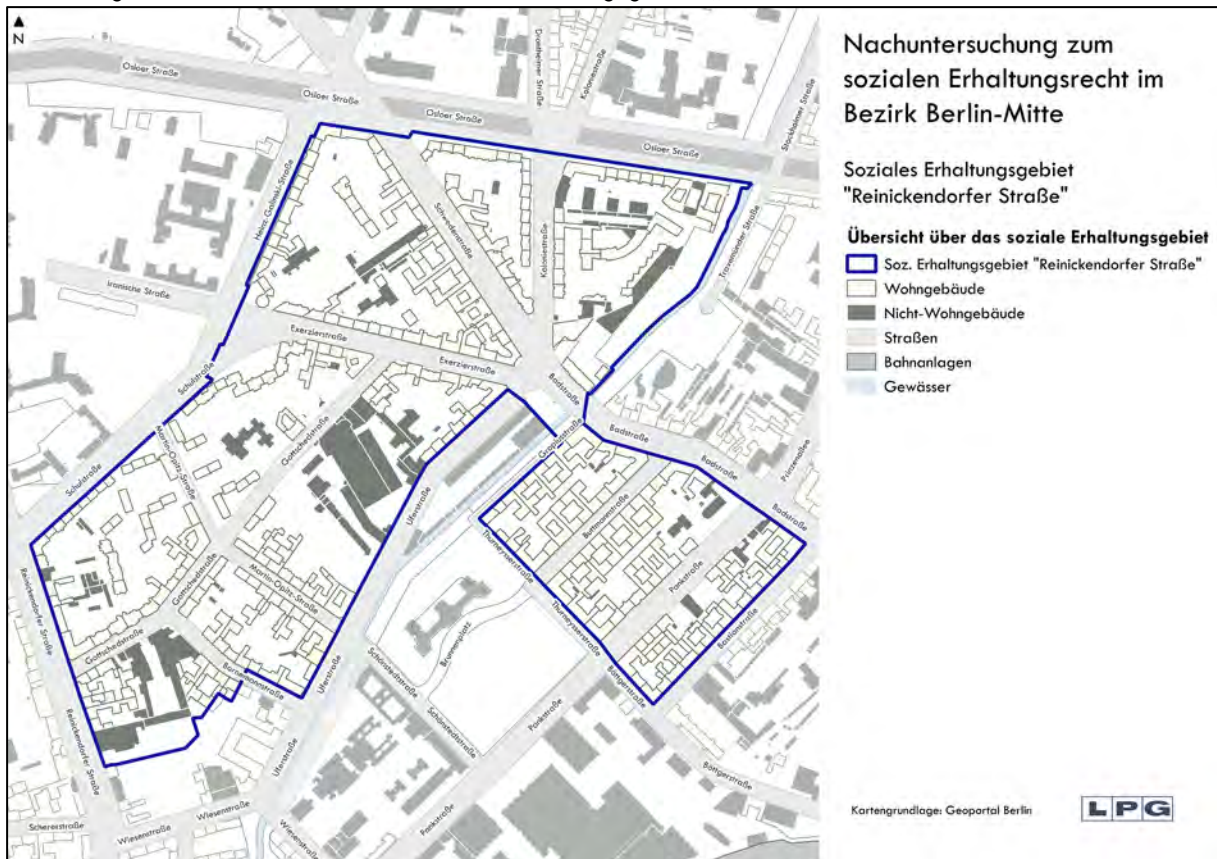 N
Nachuntersuchung zum
sozialen Erhaltungsrecht im
Bezirk Berlin-Mitte
Soziales Erhaltungsgebiet
"Reinickendorfer Straße"
Übersicht über das soziale Erhaltungsgebiet
Soz. Erhaltungsgebiet "Reinickendorfer Straße"
Wohngebäude
Nicht-Wohngebäude
Straßen
Bahnanlagen
Gewässer
Osloer Straße
Osloer Straße
Osloer Straße
Osloer Straße
Drontheimer Straße
Koloniestraße
Stockholmer Straße
Heinz-Galinski-Straße
Schwedenstraße
Koloniestraße
Travemünder Straße
Iranische Straße
Exerzierstraße
Exerzierstraße
Schulstraße
Badstraße
Gottschedstraße
Martin-Opitz-Straße
Grüntaler
Badstraße
Badstraße
Prinzenallee
Schulstraße
Uferstraße
Buttmannstraße
Badstraße
Thurneysserstraße
Pankstraße
Gottschedstraße
Martin-Opitz-Straße
Reinickendorfer Straße
Brunnenplatz
Thurneysserstraße
Bastianstraße
Gottschedstraße
Bornemannstraße
Uferstraße
Schönstedtstraße
Böttgerstraße
Reinickendorfer Straße
Schönstedtstraße
Pankstraße
Uferstraße
Böttgerstraße
Schererstraße
Wiesenstraße
Wiesenstraße
Wiesenstraße
Pankstraße
Kartengrundlage: Geoportal Berlin
LPG